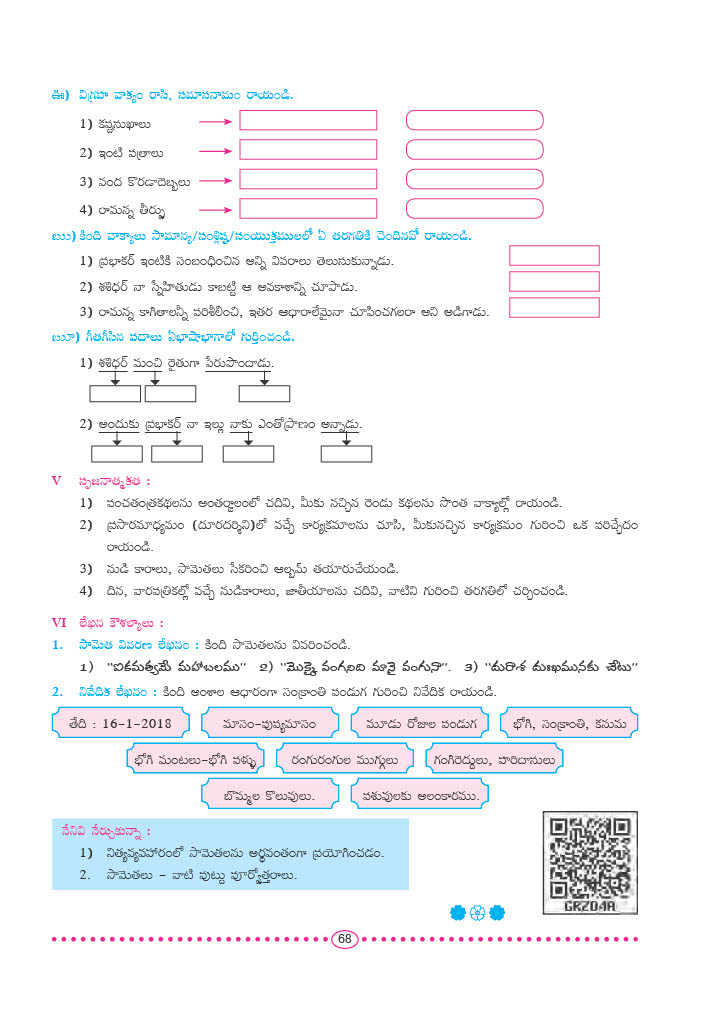 ఊ) విగ్రహ వాక్యం రాసి, సమాసనామం రాయండి.
1) కష్టసుఖాలు
2) ఇంటి పత్రాలు
3) వంద కొరడాదెబ్బలు
4) రామన్న తీర్పు
ఋ) కింది వాక్యాలు సామాన్య/సంశ్లిష్ట/సంయుక్తములలో ఏ తరగతికి చెందినవో రాయండి.
1) ప్రభాకర్ ఇంటికి సంబంధించిన అన్ని వివరాలు తెలుసుకున్నాడు.
2) శశిధర్ నా స్నేహితుడు కాబట్టి ఆ అవకాశాన్ని చూపాడు.
3) రామన్న కాగితాలన్నీ పరిశీలించి, ఇతర ఆధారాలేమైనా చూపించగలరా అని అడిగాడు.
ౠ) గీతగీసిన పదాలు ఏభాషాభాగాలో గుర్తించండి.
1) శశిధర్ మంచి రైతుగా పేరుపొందాడు.
2) అందుకు ప్రభాకర్ నా ఇల్లు నాకు ఎంతోప్రాణం అన్నాడు.
V సృజనాత్మకత :
1) పంచతంత్రకథలను అంతర్జాలంలో చదివి, మీకు నచ్చిన రెండు కథలను సొంత వాక్యాల్లో రాయండి.
2) ప్రసారమాధ్యమం (దూరదర్శిని)లో వచ్చే కార్యక్రమాలను చూసి, మీకునచ్చిన కార్యక్రమం గురించి ఒక పరిచ్ఛేదం
రాయండి.
3) నుడి కారాలు, సామెతలు సేకరించి ఆల్బమ్ తయారుచేయండి.
4) దిన, వారపత్రికల్లో వచ్చే నుడికారాలు, జాతీయాలను చదివి, వాటిని గురించి తరగతిలో చర్చించండి.
VI లేఖన కౌశల్యాలు :
1. సామెత వివరణ లేఖనం : కింది సామెతలను వివరించండి.
1) "ఐకమత్యమే మహాబలము" 2) "మొక్కై వంగనిది మానై వంగునా". 3) "దురాశ దుఃఖమునకు చేటు"
2. నివేదిక లేఖనం : కింది అంశాల ఆధారంగా సంక్రాంతి పండుగ గురించి నివేదిక రాయండి.
తేది : 16-1-2018 మాసం-పుష్యమాసం మూడు రోజుల పండుగ భోగి, సంక్రాంతి, కనుమ
భోగి మంటలు-భోగి పళ్ళు రంగురంగుల ముగ్గులు గంగిరెద్దులు, హరిదాసులు
బొమ్మల కొలువులు. పశువులకు అలంకారము.
నేనివి నేర్చుకున్నా :
1) నిత్యవ్యవహారంలో సామెతలను అర్థవంతంగా ప్రయోగించడం.
2. సామెతలు - వాటి పుట్టు పూర్వోత్తరాలు.
GRZD4A
68